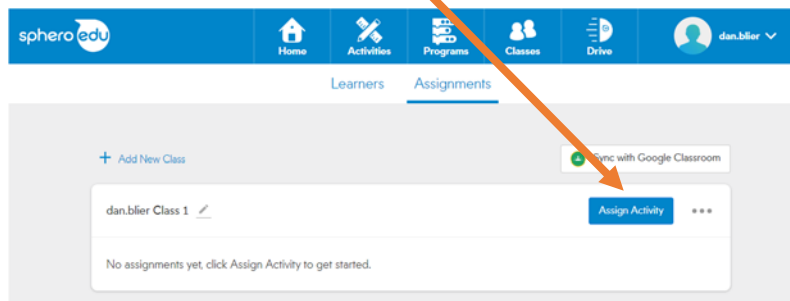 sphero edu
Home Activities Programs Classes Drive dan.blier
Learners Assignments
+ Add New Class
Sync with Google Classroom
dan.blier Class 1
Assign Activity
No assignments yet, click Assign Activity to get started.